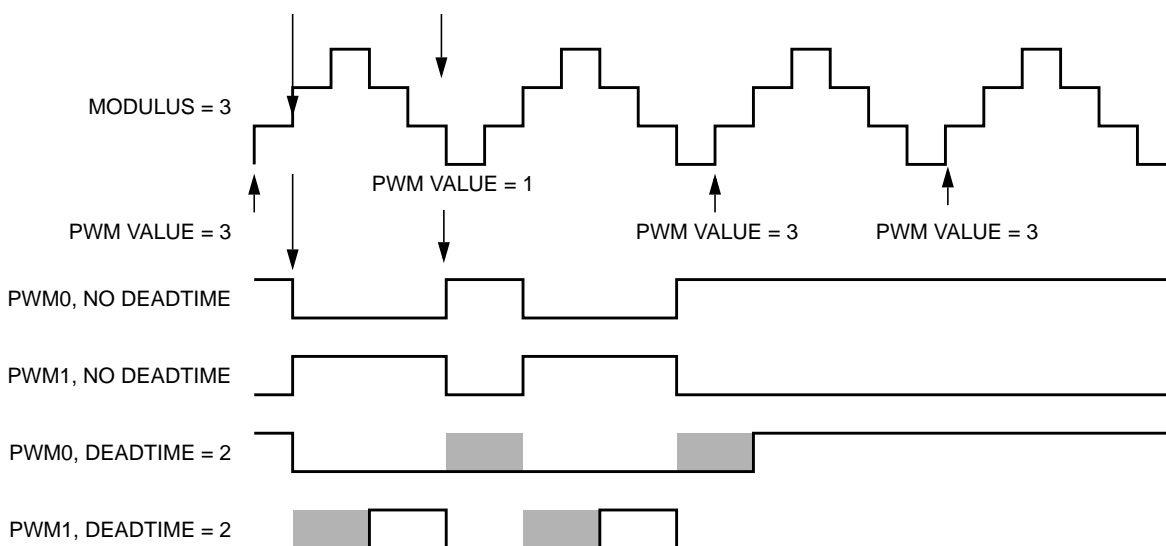 MODULUS = 3
PWM VALUE = 1
PWM VALUE = 3
PWM VALUE = 3
PWM VALUE = 3
PWM0, NO DEADTIME
PWM1, NO DEADTIME
PWM0, DEADTIME = 2
PWM1, DEADTIME = 2